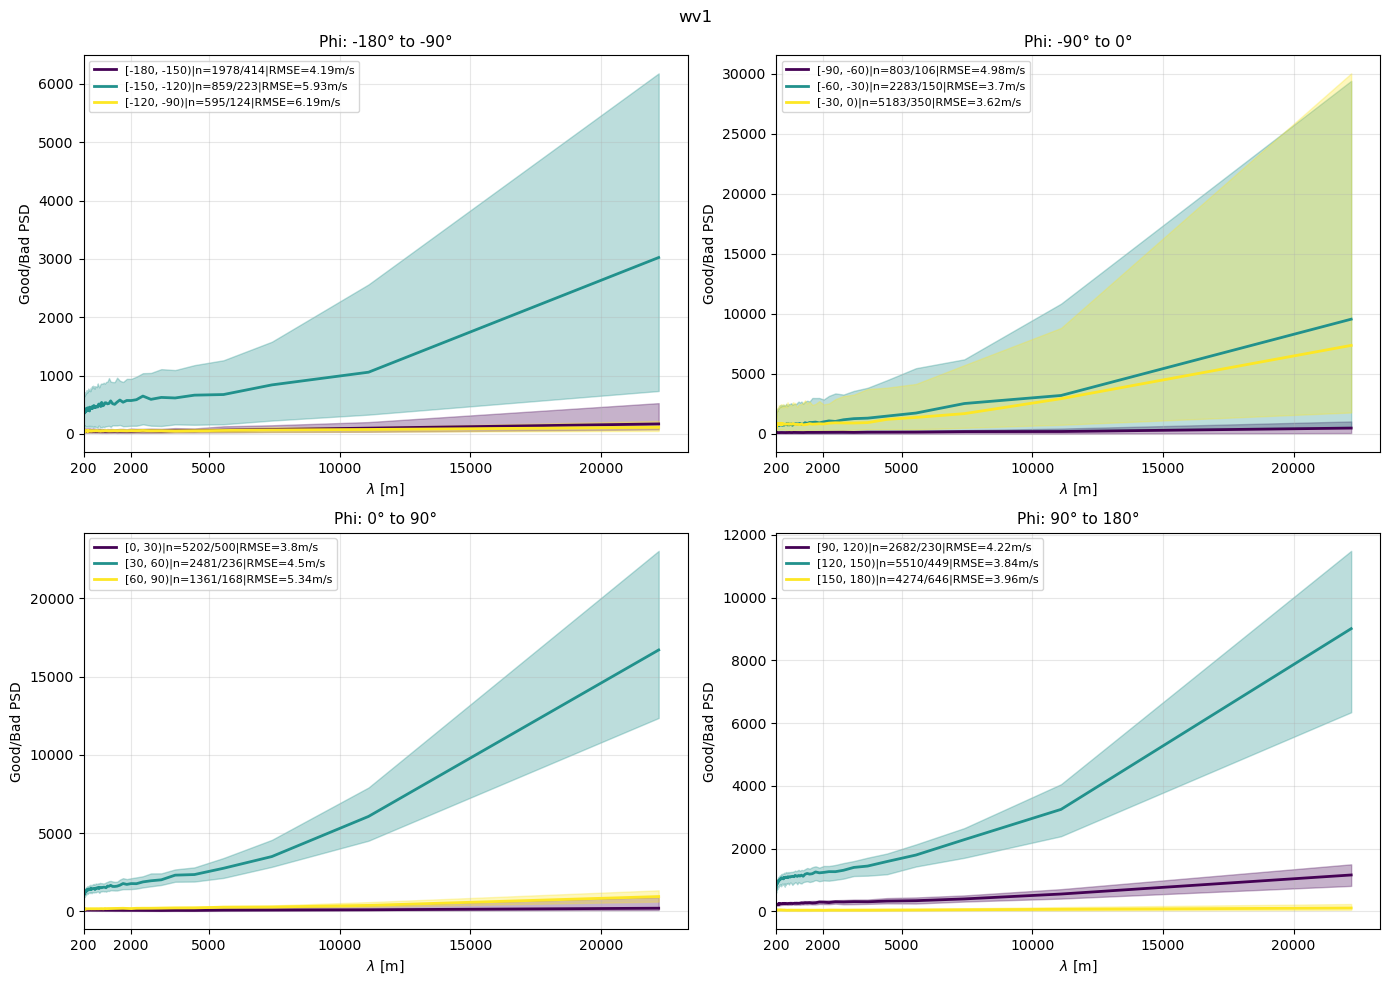 wv1
Phi: -180° to -90°
[-180, -150)|n=1978/414|RMSE=4.19m/s
[-150, -120)|n=859/223|RMSE=5.93m/s
[-120, -90)|n=595/124|RMSE=6.19m/s
Good/Bad PSD
6000
5000
4000
3000
2000
1000
0
200 2000 5000 10000 15000 20000
λ [m]
Phi: -90° to 0°
[-90, -60)|n=803/106|RMSE=4.98m/s
[-60, -30)|n=2283/150|RMSE=3.7m/s
[-30, 0)|n=5183/350|RMSE=3.62m/s
Good/Bad PSD
30000
25000
20000
15000
10000
5000
0
200 2000 5000 10000 15000 20000
λ [m]
Phi: 0° to 90°
[0, 30)|n=5202/500|RMSE=3.8m/s
[30, 60)|n=2481/236|RMSE=4.5m/s
[60, 90)|n=1361/168|RMSE=5.34m/s
Good/Bad PSD
20000
15000
10000
5000
0
200 2000 5000 10000 15000 20000
λ [m]
Phi: 90° to 180°
[90, 120)|n=2682/230|RMSE=4.22m/s
[120, 150)|n=5510/449|RMSE=3.84m/s
[150, 180)|n=4274/646|RMSE=3.96m/s
Good/Bad PSD
12000
10000
8000
6000
4000
2000
0
200 2000 5000 10000 15000 20000
λ [m]